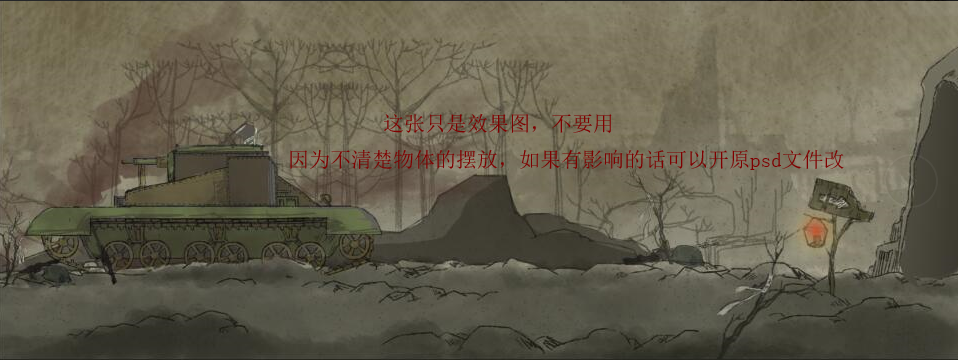 这张只是效果图，不要用
因为不清楚物体的摆放，如果有影响的话可以开原psd文件改